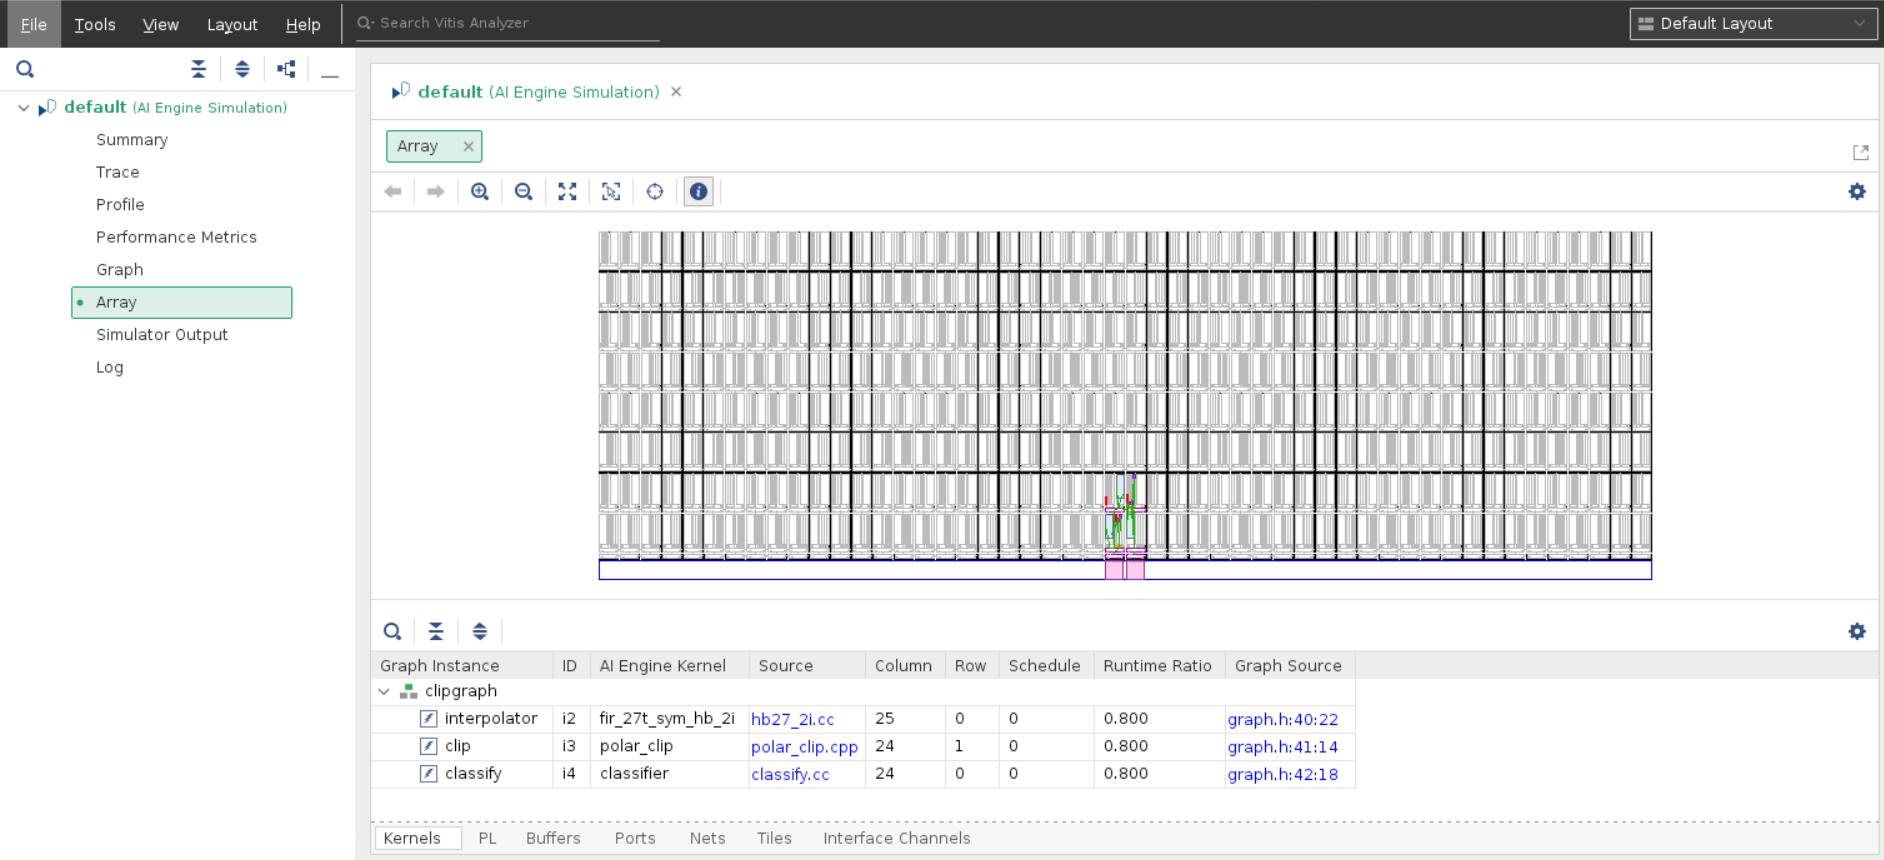 File Tools View Layout Help Search Vitis Analyzer Default Layout
default (AI Engine Simulation)
Summary
Trace
Profile
Performance Metrics
Graph
Array
Simulator Output
Log
default (AI Engine Simulation)
Array
Graph Instance ID AI Engine Kernel Source Column Row Schedule Runtime Ratio Graph Source
clipgraph
interpolator i2 fir_27t_sym_hb_2i hb27_2i.cc 25 0 0 0.800 graph.h:40:22
clip i3 polar_clip polar_clip.cpp 24 1 0 0.800 graph.h:41:14
classify i4 classifier classify.cc 24 0 0 0.800 graph.h:42:18
Kernels PL Buffers Ports Nets Tiles Interface Channels